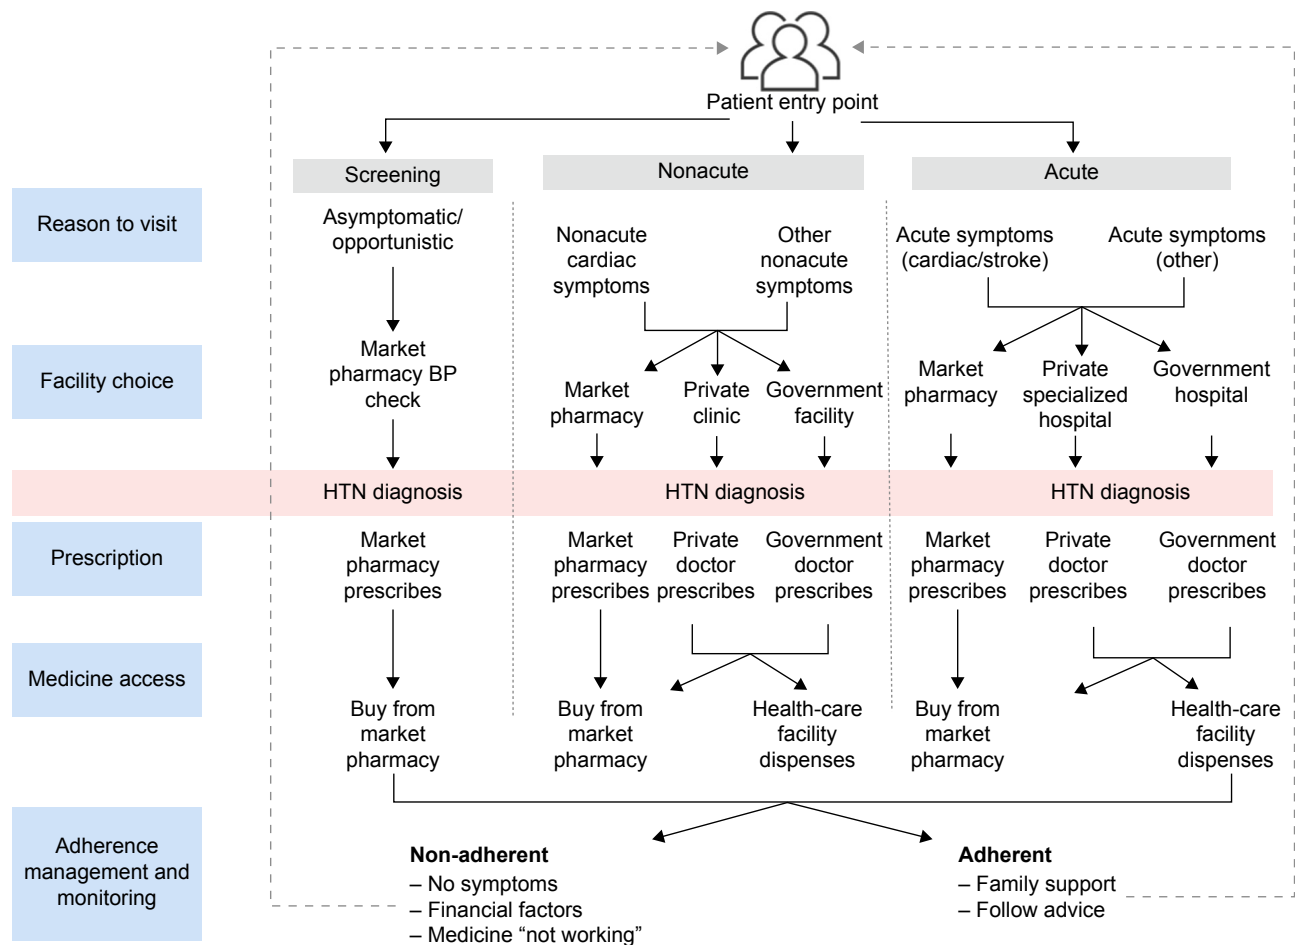 Patient entry point
Screening
Nonacute
Acute
Reason to visit
Asymptomatic/
opportunistic
Nonacute
cardiac
symptoms
Other
nonacute
symptoms
Acute symptoms
(cardiac/stroke)
Acute symptoms
(other)
Facility choice
Market
pharmacy BP
check
Market
pharmacy
Private
clinic
Government
facility
Market
pharmacy
Private
specialized
hospital
Government
hospital
HTN diagnosis
HTN diagnosis
HTN diagnosis
Prescription
Market
pharmacy
prescribes
Market
pharmacy
prescribes
Private
doctor
prescribes
Government
doctor
prescribes
Market
pharmacy
prescribes
Private
doctor
prescribes
Government
doctor
prescribes
Medicine access
Buy from
market
pharmacy
Buy from
market
pharmacy
Health-care
facility
dispenses
Buy from
market
pharmacy
Health-care
facility
dispenses
Adherence
management and
monitoring
Non-adherent
– No symptoms
– Financial factors
– Medicine “not working”
Adherent
– Family support
– Follow advice